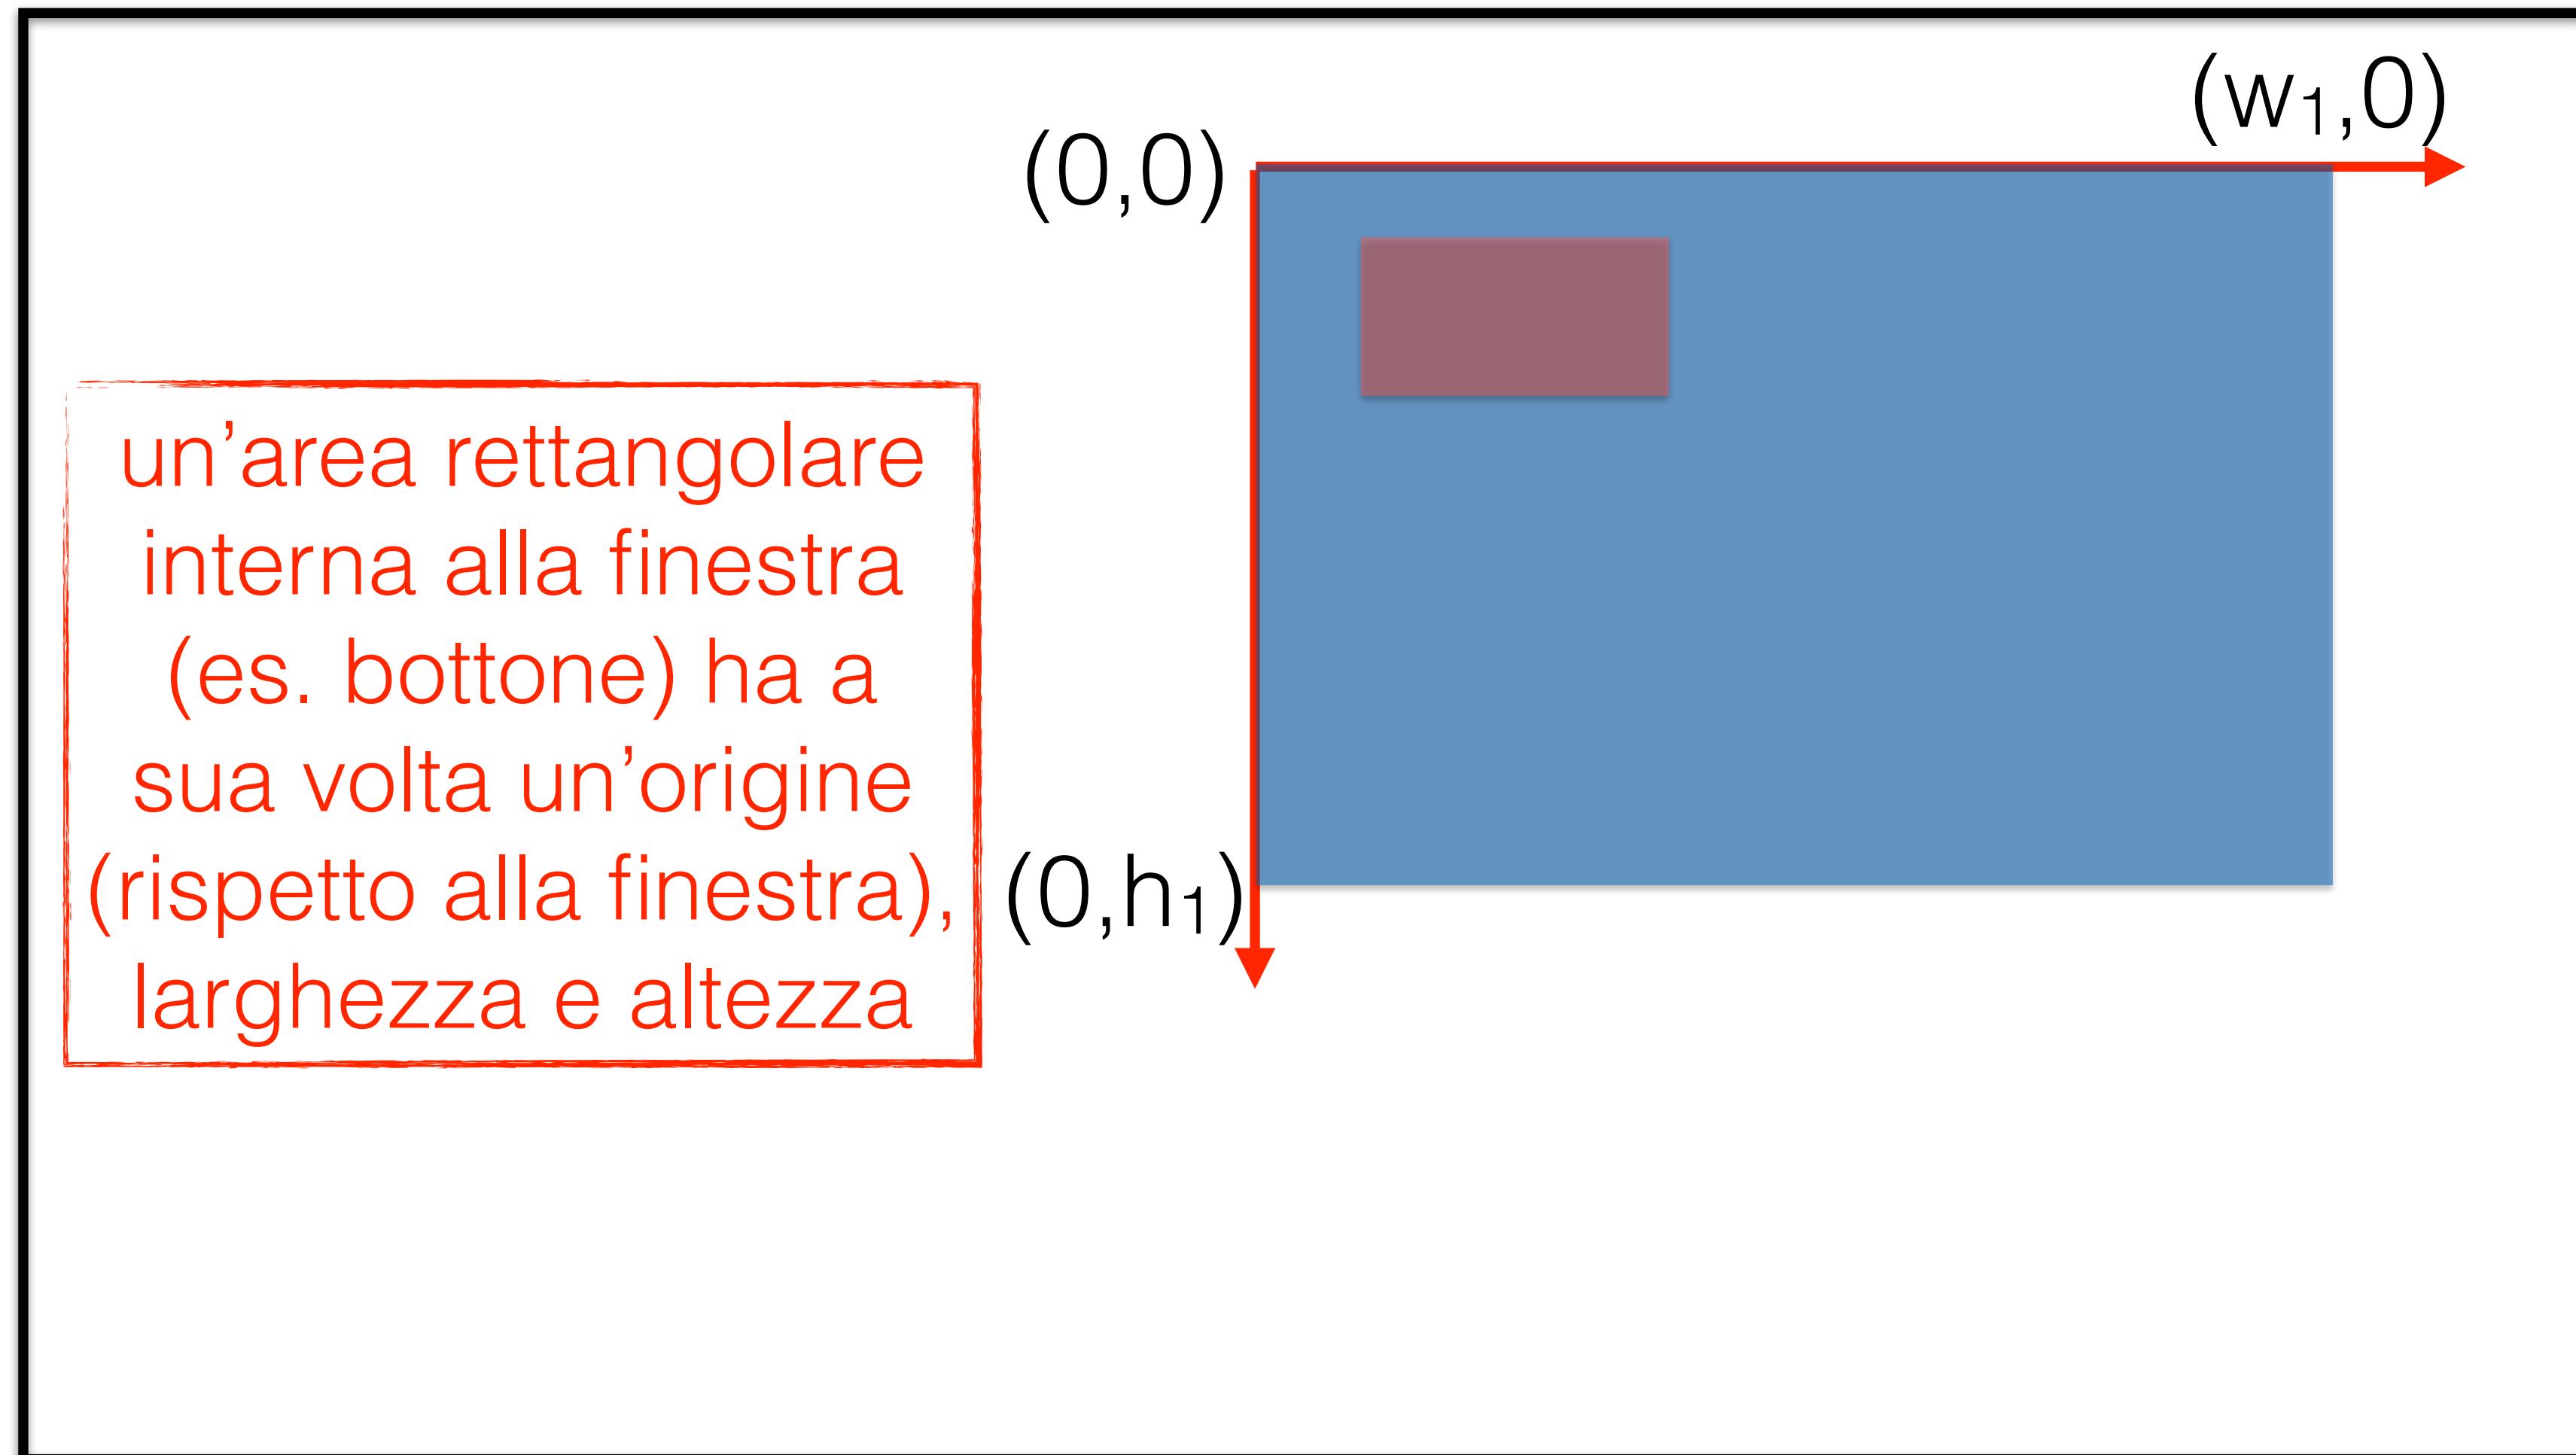 (w₁,0)
(0,0)
un’area rettangolare
interna alla finestra
(es. bottone) ha a
sua volta un’origine
(rispetto alla finestra),
larghezza e altezza
(0,h₁)